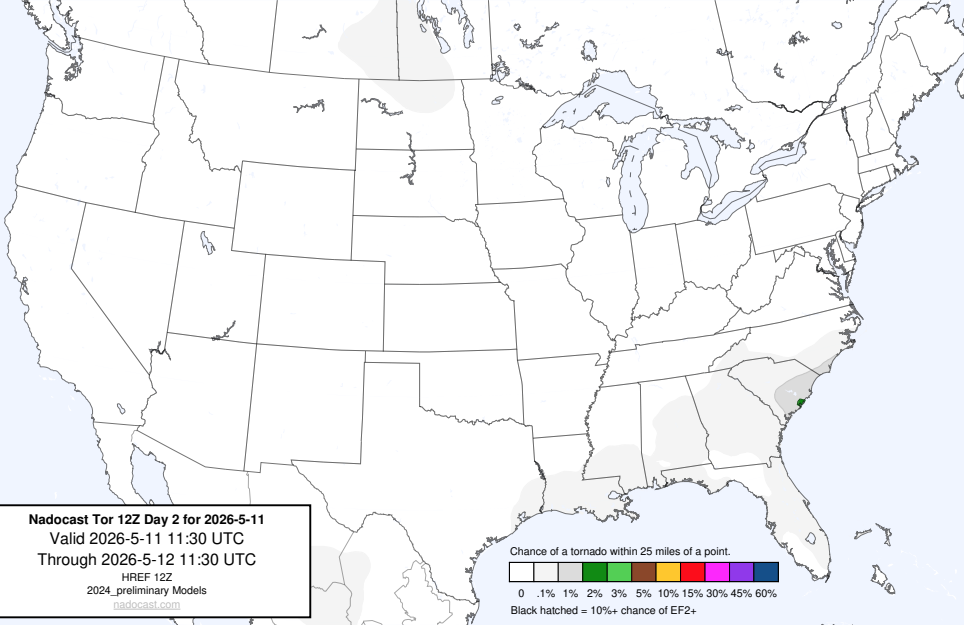 Nadocast Tor 12Z Day 2 for 2026-5-11
Valid 2026-5-11 11:30 UTC
Through 2026-5-12 11:30 UTC
HREF 12Z
2024_preliminary Models
nadocast.com
Chance of a tornado within 25 miles of a point.
0 .1% 1% 2% 3% 5% 10% 15% 30% 45% 60%
Black hatched = 10%+ chance of EF2+